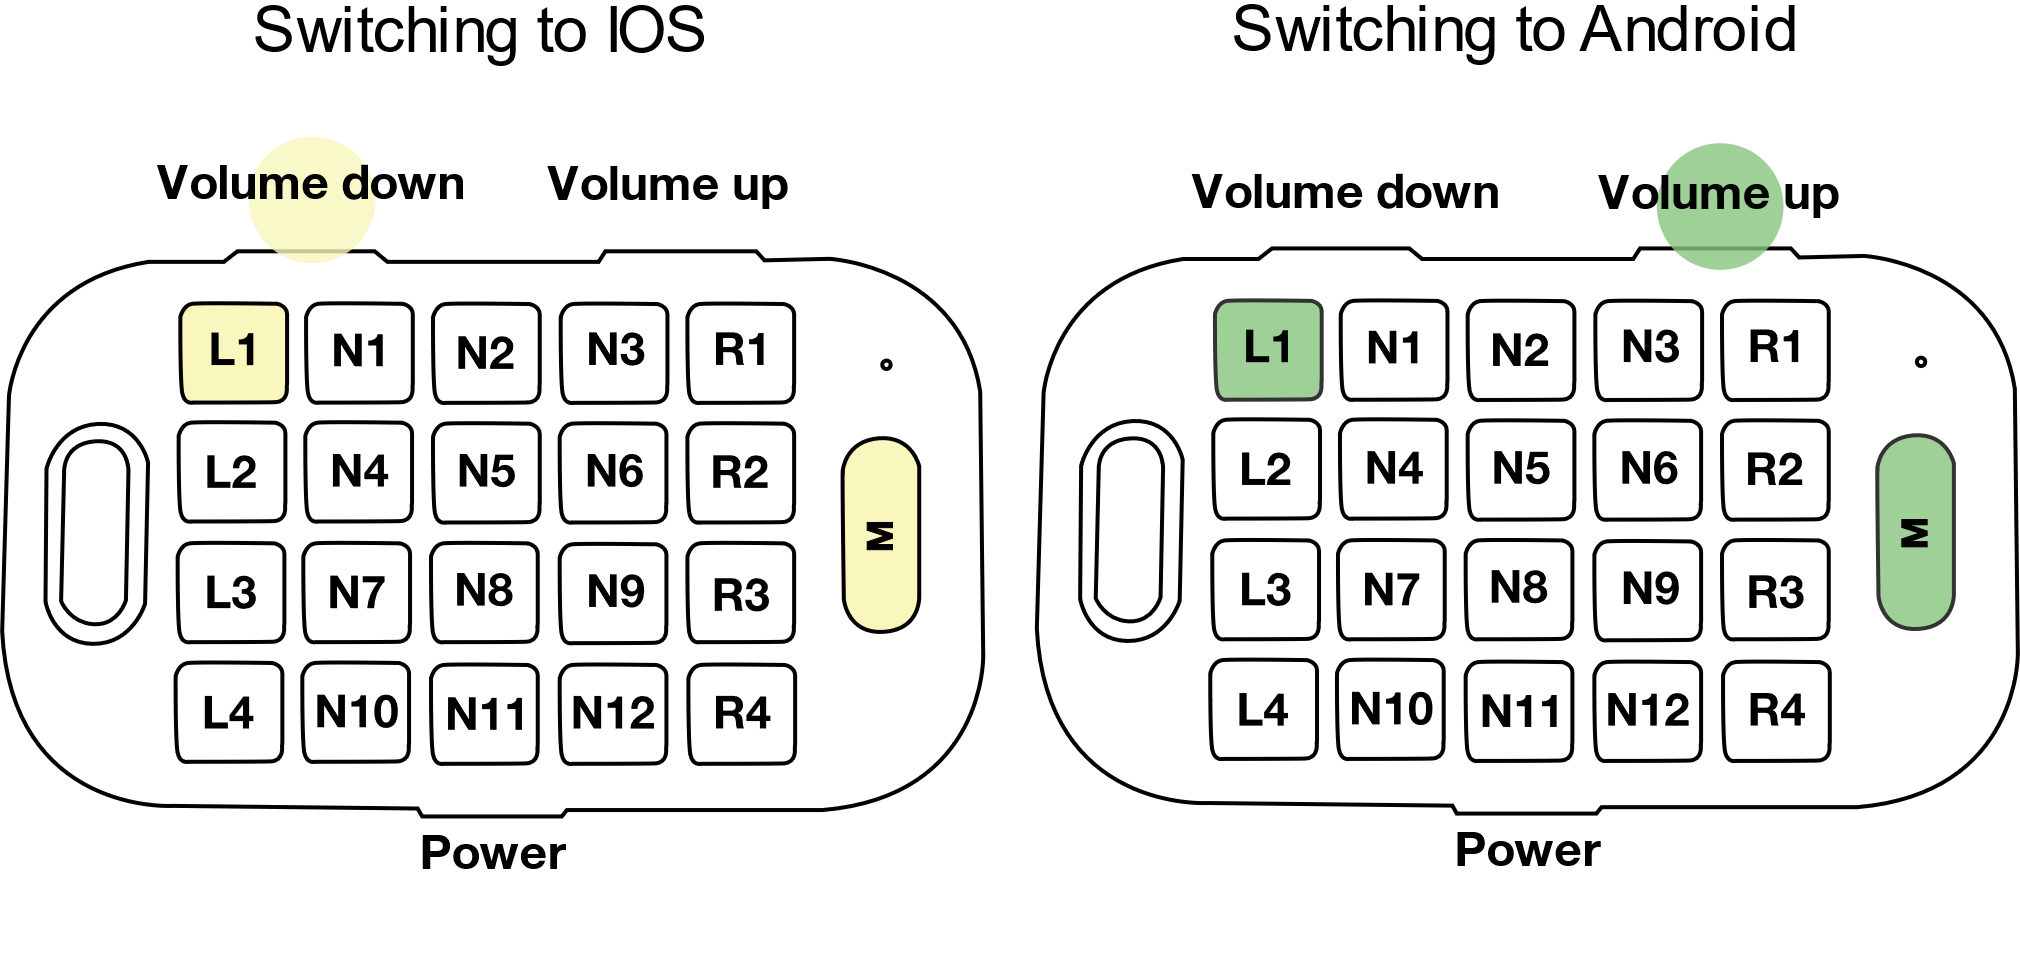 Switching to IOS
Volume down Volume up
L1 N1 N2 N3 R1
L2 N4 N5 N6 R2
M
L3 N7 N8 N9 R3
L4 N10 N11 N12 R4
Power
Switching to Android
Volume down Volume up
L1 N1 N2 N3 R1
L2 N4 N5 N6 R2
M
L3 N7 N8 N9 R3
L4 N10 N11 N12 R4
Power